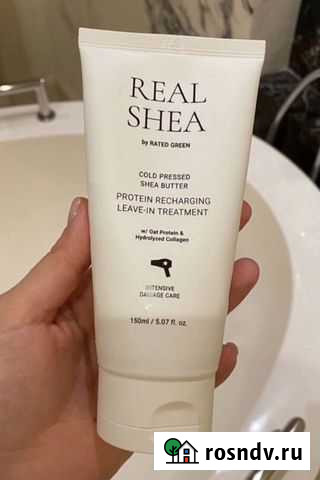 REAL
SHEA
by RATED GREEN
COLD PRESSED
SHEA BUTTER
PROTEIN RECHARGING
LEAVE-IN TREATMENT
w/ Oat Protein &
Hydrolyzed Collagen
INTENSIVE
DAMAGE CARE
150ml / 5.07 fl. oz.
rosndv.ru